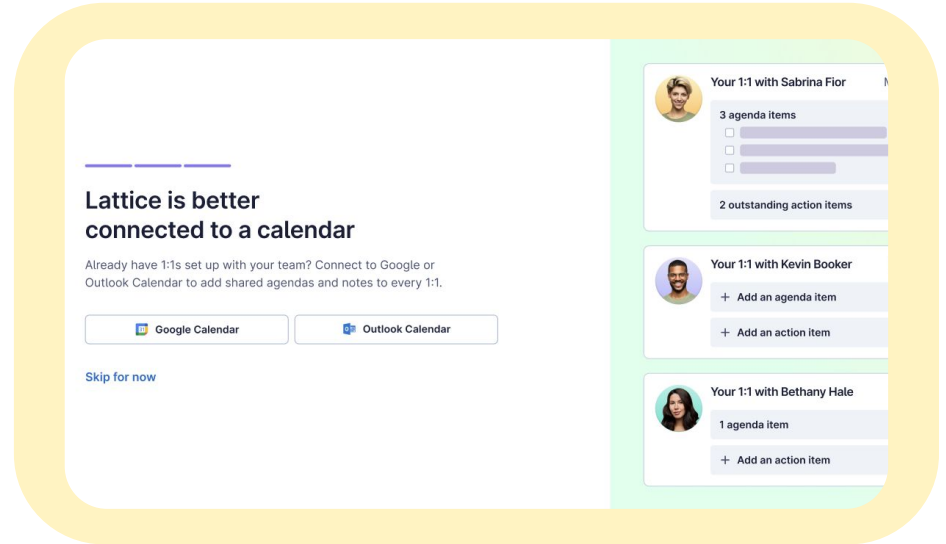 Lattice is better
connected to a calendar
Already have 1:1s set up with your team? Connect to Google or
Outlook Calendar to add shared agendas and notes to every 1:1.
Google Calendar
Outlook Calendar
Skip for now
Your 1:1 with Sabrina Fior
3 agenda items
2 outstanding action items
Your 1:1 with Kevin Booker
+ Add an agenda item
+ Add an action item
Your 1:1 with Bethany Hale
1 agenda item
+ Add an action item